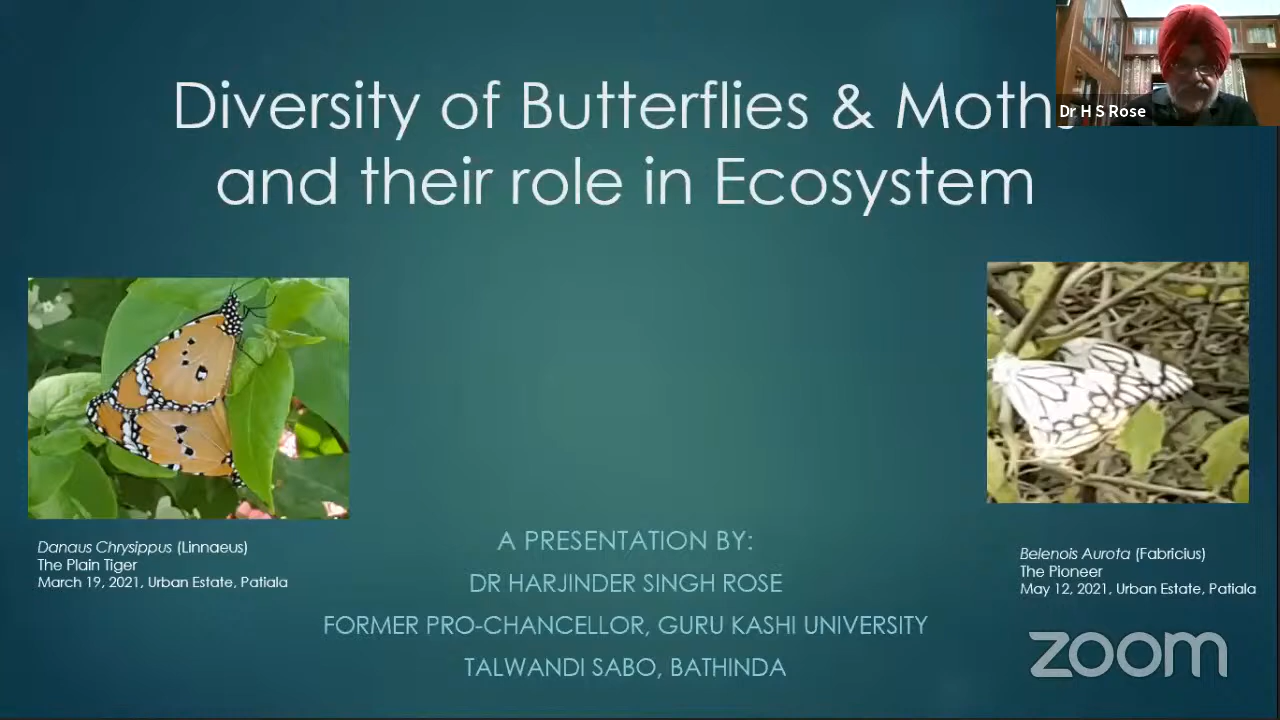 Diversity of Butterflies & Moths
and their role in Ecosystem
Dr H S Rose
Danaus Chrysippus (Linnaeus)
The Plain Tiger
March 19, 2021, Urban Estate, Patiala
A PRESENTATION BY:
DR HARJINDER SINGH ROSE
FORMER PRO-CHANCELLOR, GURU KASHI UNIVERSITY
TALWANDI SABO, BATHINDA
Belenois Aurota (Fabricius)
The Pioneer
May 12, 2021, Urban Estate, Patiala
zoom